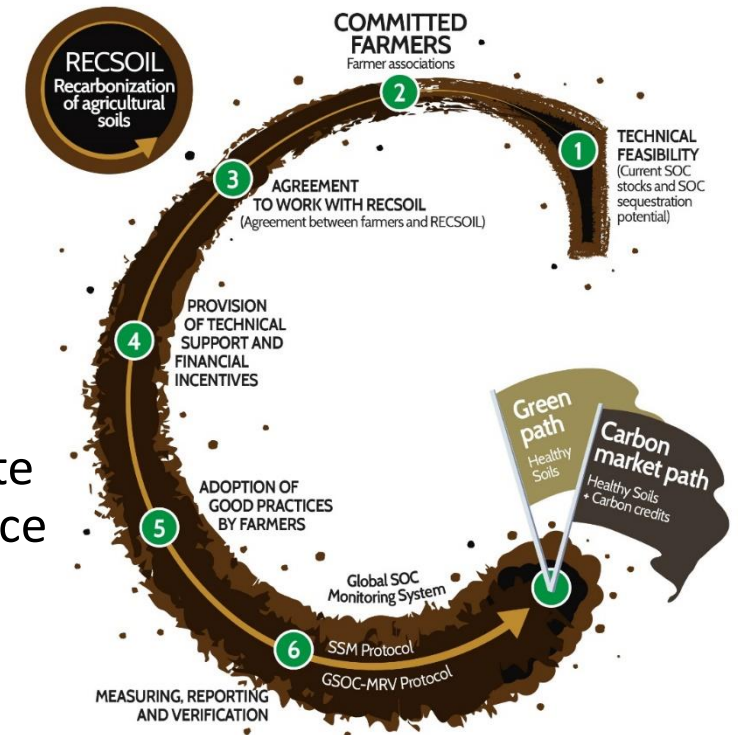 RECSOIL
Recarbonization
of agricultural
soils
COMMITTED
FARMERS
Farmer associations
2
1
TECHNICAL
FEASIBILITY
(Current SOC
stocks and SOC
sequestration
potential)
3
AGREEMENT
TO WORK WITH RECSOIL
(Agreement between farmers and RECSOIL)
4
PROVISION
OF TECHNICAL
SUPPORT AND
FINANCIAL
INCENTIVES
Green
path
Healthy
Soils
Carbon
market path
Healthy Soils
+ Carbon credits
te
ce
5
ADOPTION OF
GOOD PRACTICES
BY FARMERS
Global SOC
Monitoring System
6
SSM Protocol
GSOC-MRV Protocol
MEASURING, REPORTING
AND VERIFICATION